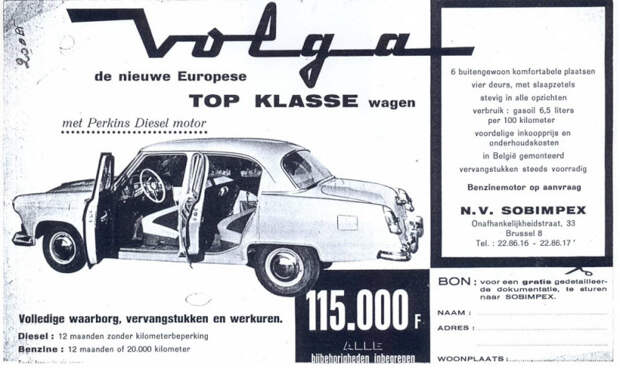 Volga
de nieuwe Europese
TOP KLASSE wagen
met Perkins Diesel motor
6 buitengewoon komfortabele plaatsen
vier deurs, met slaapzetels
stevig in alle opzichten
verbruik : gasoil 6,5 liters
per 100 kilometer
voordelige inkoopprijs en
onderhoudskosten
in België gemonteerd
vervangstukken steeds voorradig
Benzinemotor op aanvraag
N.V. SOBIMPEX
Onafhankelijkheidstraat, 33
Brussel 8
Tel. : 22.86.16 - 22.86.17
Volledige waarborg, vervangstukken en werkuren.
Diesel : 12 maanden zonder kilometerbeperking
Benzine : 12 maanden of 20.000 kilometer
115.000 F
ALLE
bijbehorigheden inbegrepen
BON : voor een gratis gedetailleer-
de dokumentatie, te sturen
naar SOBIMPEX.
NAAM :
ADRES :
WOONPLAATS :